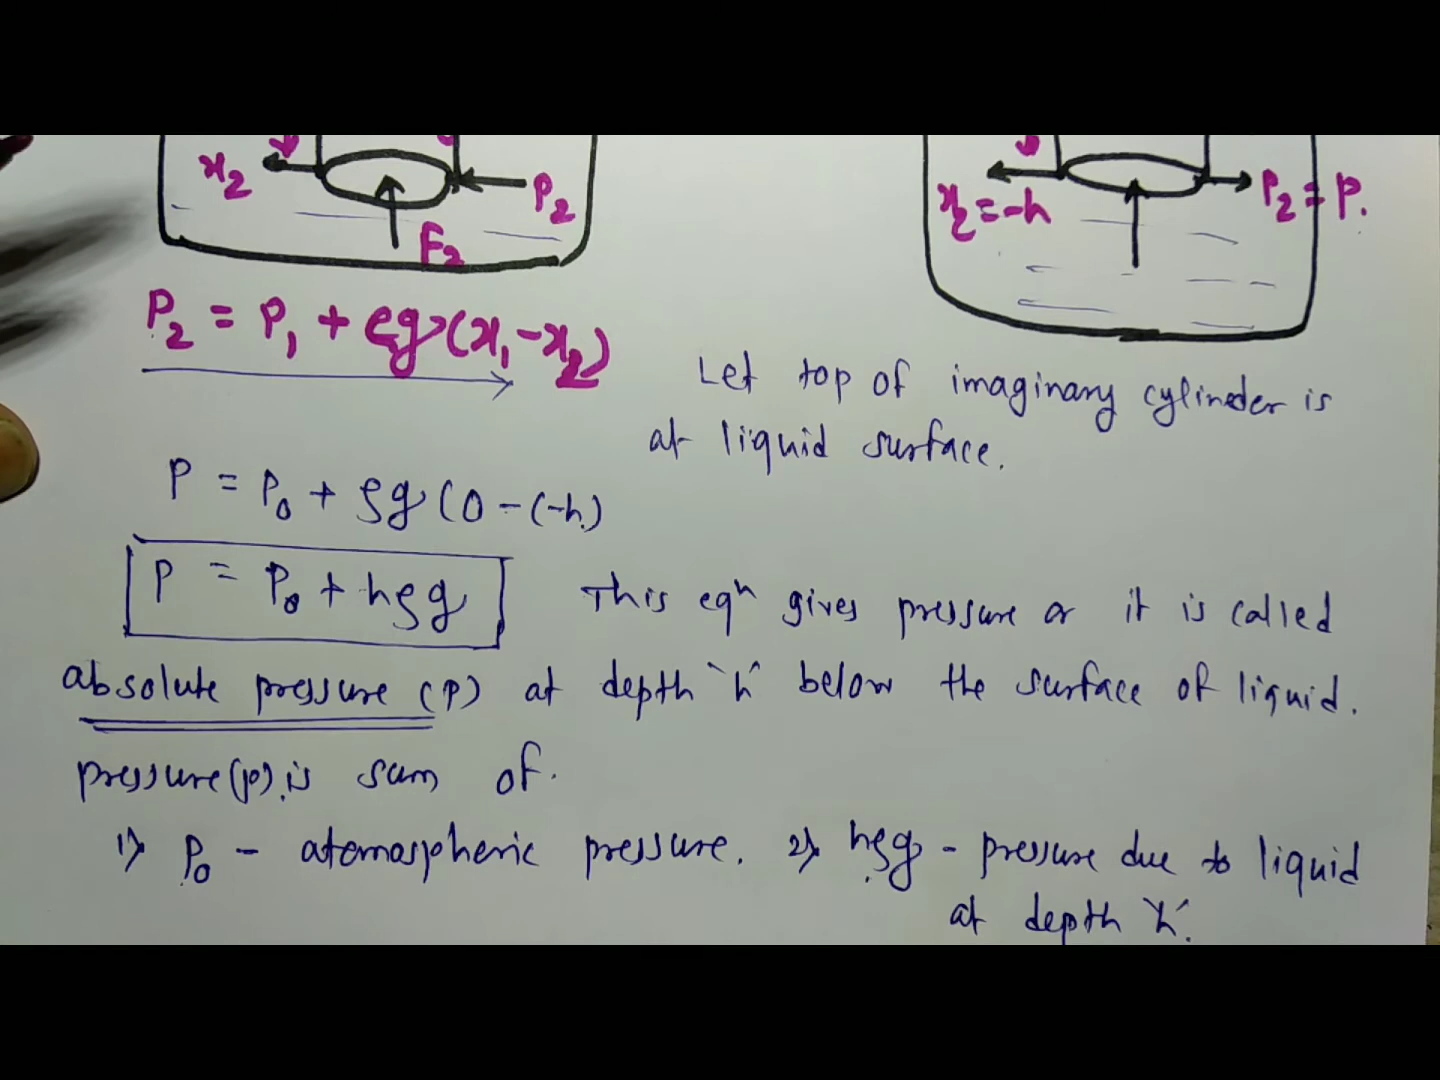 x₂ P₂ x₂ = -h P₂ = P.
F₂
P₂ = P₁ + ρg(x₁-x₂)
Let top of imaginary cylinder is
at liquid surface.
P = P₀ + ρg(0-(-h)
P = P₀ + hρg This eqⁿ gives pressure or it is called
absolute pressure (P) at depth `h´ below the surface of liquid.
pressure (p) is sum of.
1) P₀ - atomaspheric pressure. 2) hρg - pressure due to liquid
at depth `h´.